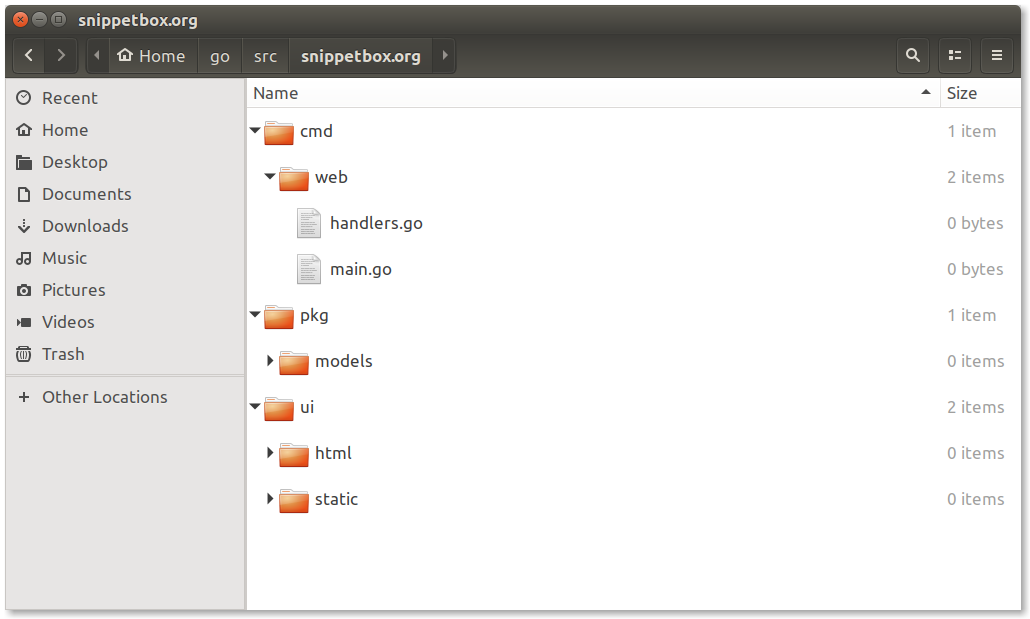 snippetbox.org
Home go src snippetbox.org
Recent
Home
Desktop
Documents
Downloads
Music
Pictures
Videos
Trash
Other Locations
Name Size
cmd 1 item
web 2 items
handlers.go 0 bytes
main.go 0 bytes
pkg 1 item
models 0 items
ui 2 items
html 0 items
static 0 items